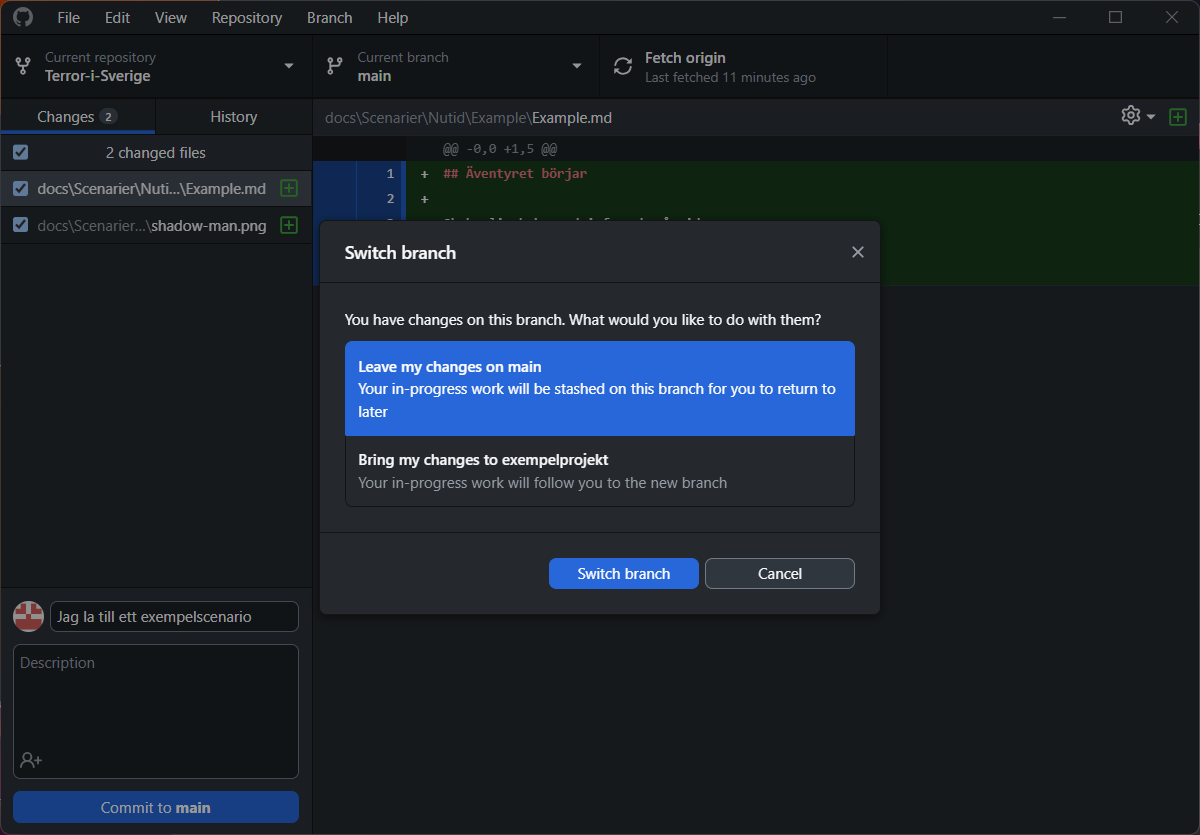 File Edit View Repository Branch Help
Current repository
Terror-i-Sverige
Current branch
main
Fetch origin
Last fetched 11 minutes ago
Changes 2
History
docs\Scenarier\Nutid\Example\Example.md
2 changed files
@@ -0,0 +1,5 @@
docs\Scenarier\Nuti...\Example.md
1 + ## Äventyret börjar
2 +
docs\Scenarier...\shadow-man.png
Switch branch
You have changes on this branch. What would you like to do with them?
Leave my changes on main
Your in-progress work will be stashed on this branch for you to return to
later
Bring my changes to exempelprojekt
Your in-progress work will follow you to the new branch
Switch branch
Cancel
Jag la till ett exempelscenario
Description
Commit to main